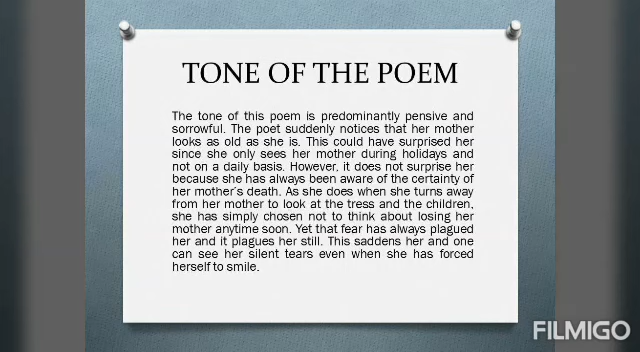 TONE OF THE POEM
The tone of this poem is predominantly pensive and
sorrowful. The poet suddenly notices that her mother
looks as old as she is. This could have surprised her
since she only sees her mother during holidays and
not on a daily basis. However, it does not surprise her
because she has always been aware of the certainty of
her mother's death. As she does when she turns away
from her mother to look at the tress and the children,
she has simply chosen not to think about losing her
mother anytime soon. Yet that fear has always plagued
her and it plagues her still. This saddens her and one
can see her silent tears even when she has forced
herself to smile.
FILMIGO